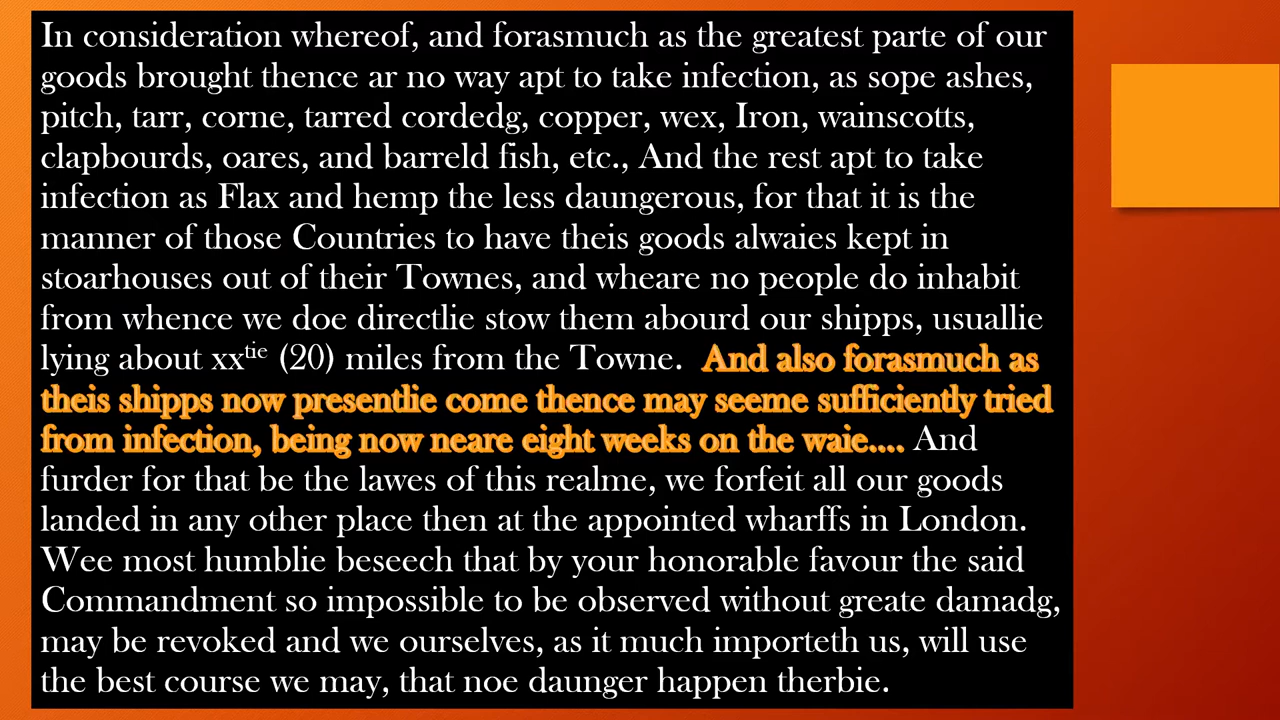 In consideration whereof, and forasmuch as the greatest parte of our
goods brought thence ar no way apt to take infection, as sope ashes,
pitch, tarr, corne, tarred cordedg, copper, wex, Iron, wainscotts,
clapbourds, oares, and barreld fish, etc., And the rest apt to take
infection as Flax and hemp the less daungerous, for that it is the
manner of those Countries to have theis goods alwaies kept in
stoarhouses out of their Townes, and wheare no people do inhabit
from whence we doe directlie stow them abourd our shipps, usuallie
lying about xxtie (20) miles from the Towne. And also forasmuch as
theis shipps now presentlie come thence may seeme sufficiently tried
from infection, being now neare eight weeks on the waie.... And
furder for that be the lawes of this realme, we forfeit all our goods
landed in any other place then at the appointed wharffs in London.
Wee most humblie beseech that by your honorable favour the said
Commandment so impossible to be observed without greate damadg,
may be revoked and we ourselves, as it much importeth us, will use
the best course we may, that noe daunger happen therbie.